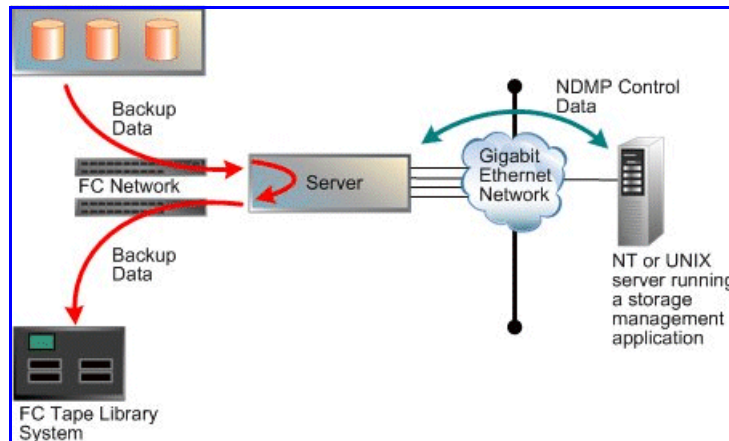 Backup
Data
FC Network
Server
Backup
Data
FC Tape Library
System
NDMP Control
Data
Gigabit
Ethernet
Network
NT or UNIX
server running
a storage
management
application